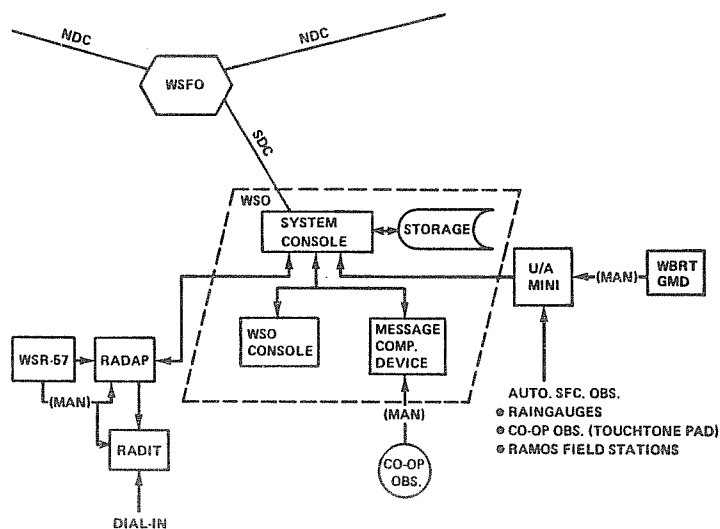 NDC
NDC
WSFO
SDC
WSO
SYSTEM
CONSOLE
STORAGE
U/A
MINI
(MAN)
WBRT
GMD
WSO
CONSOLE
MESSAGE
COMP.
DEVICE
WSR-57
RADAP
(MAN)
RADIT
DIAL-IN
(MAN)
CO-OP
OBS.
AUTO. SFC. OBS.
● RAINGAUGES
● CO-OP OBS. (TOUCHTONE PAD)
● RAMOS FIELD STATIONS